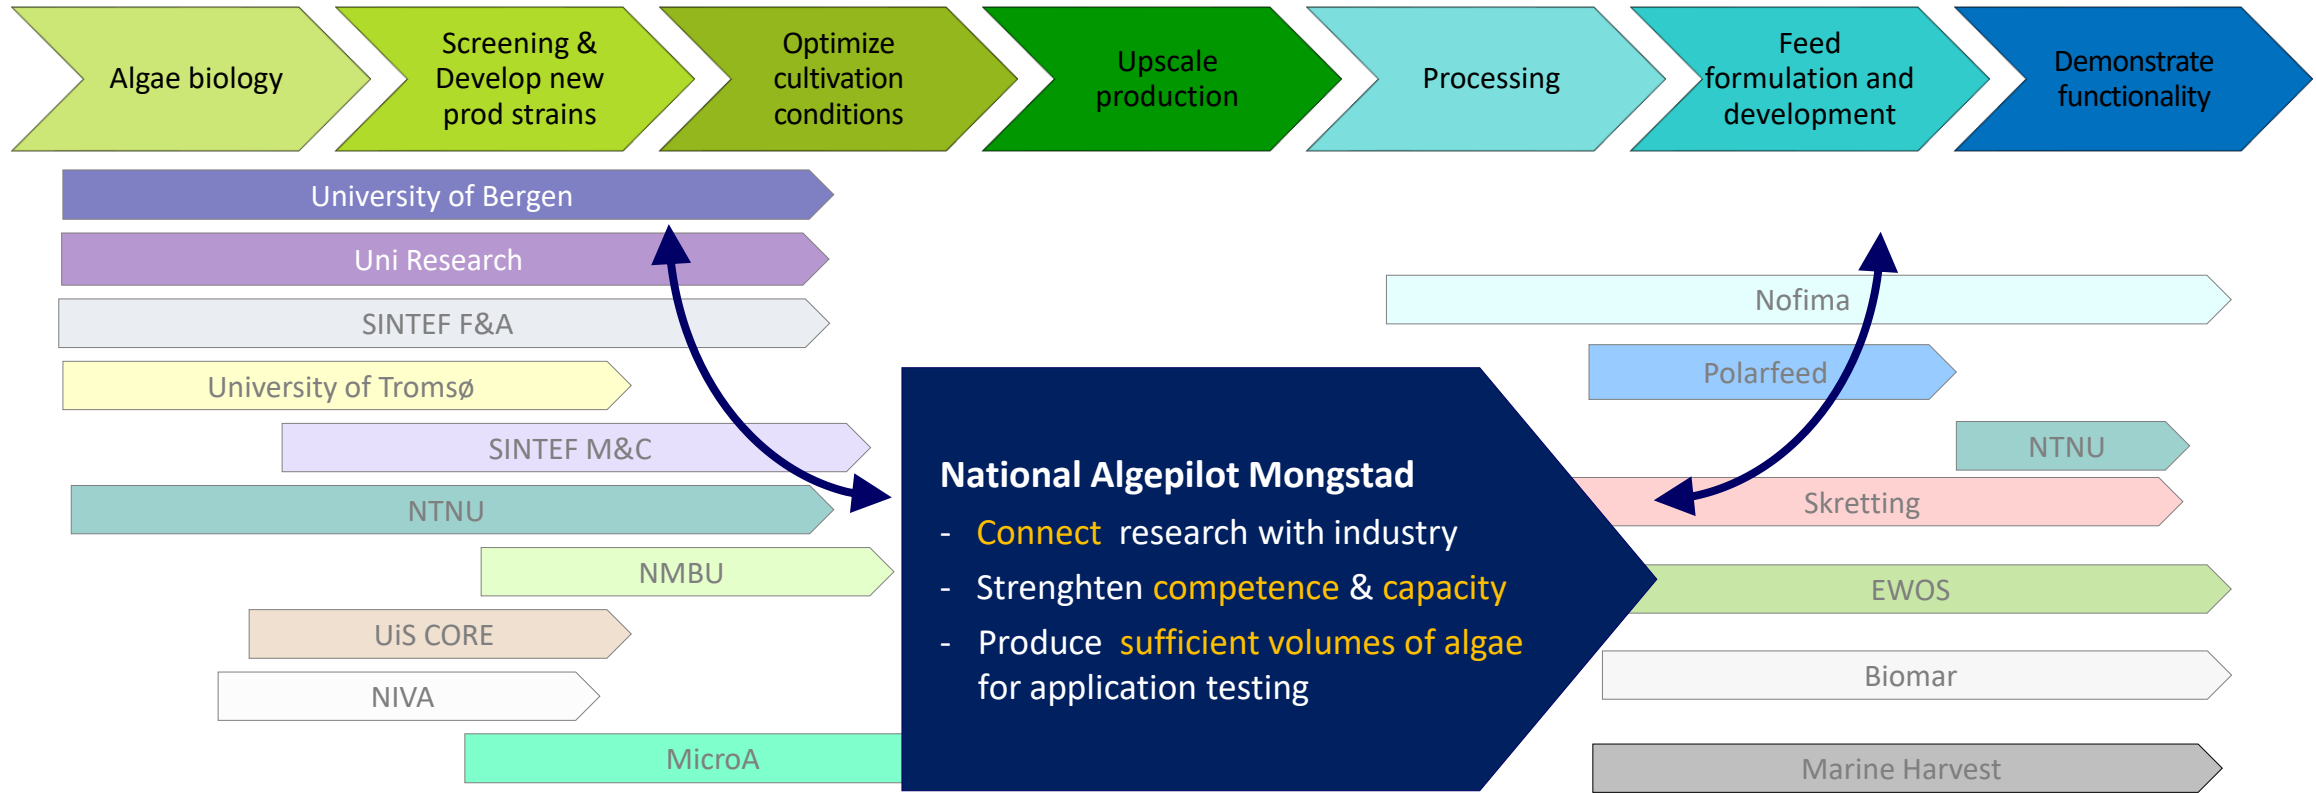 Algae biology
Screening &
Develop new
prod strains
Optimize
cultivation
conditions
Upscale
production
Processing
Feed
formulation and
development
Demonstrate
functionality
University of Bergen
Uni Research
SINTEF F&A
University of Tromsø
SINTEF M&C
NTNU
NMBU
UiS CORE
NIVA
MicroA
National Algepilot Mongstad
- Connect research with industry
- Strenghten competence & capacity
- Produce sufficient volumes of algae
for application testing
Nofima
Polarfeed
NTNU
Skretting
EWOS
Biomar
Marine Harvest